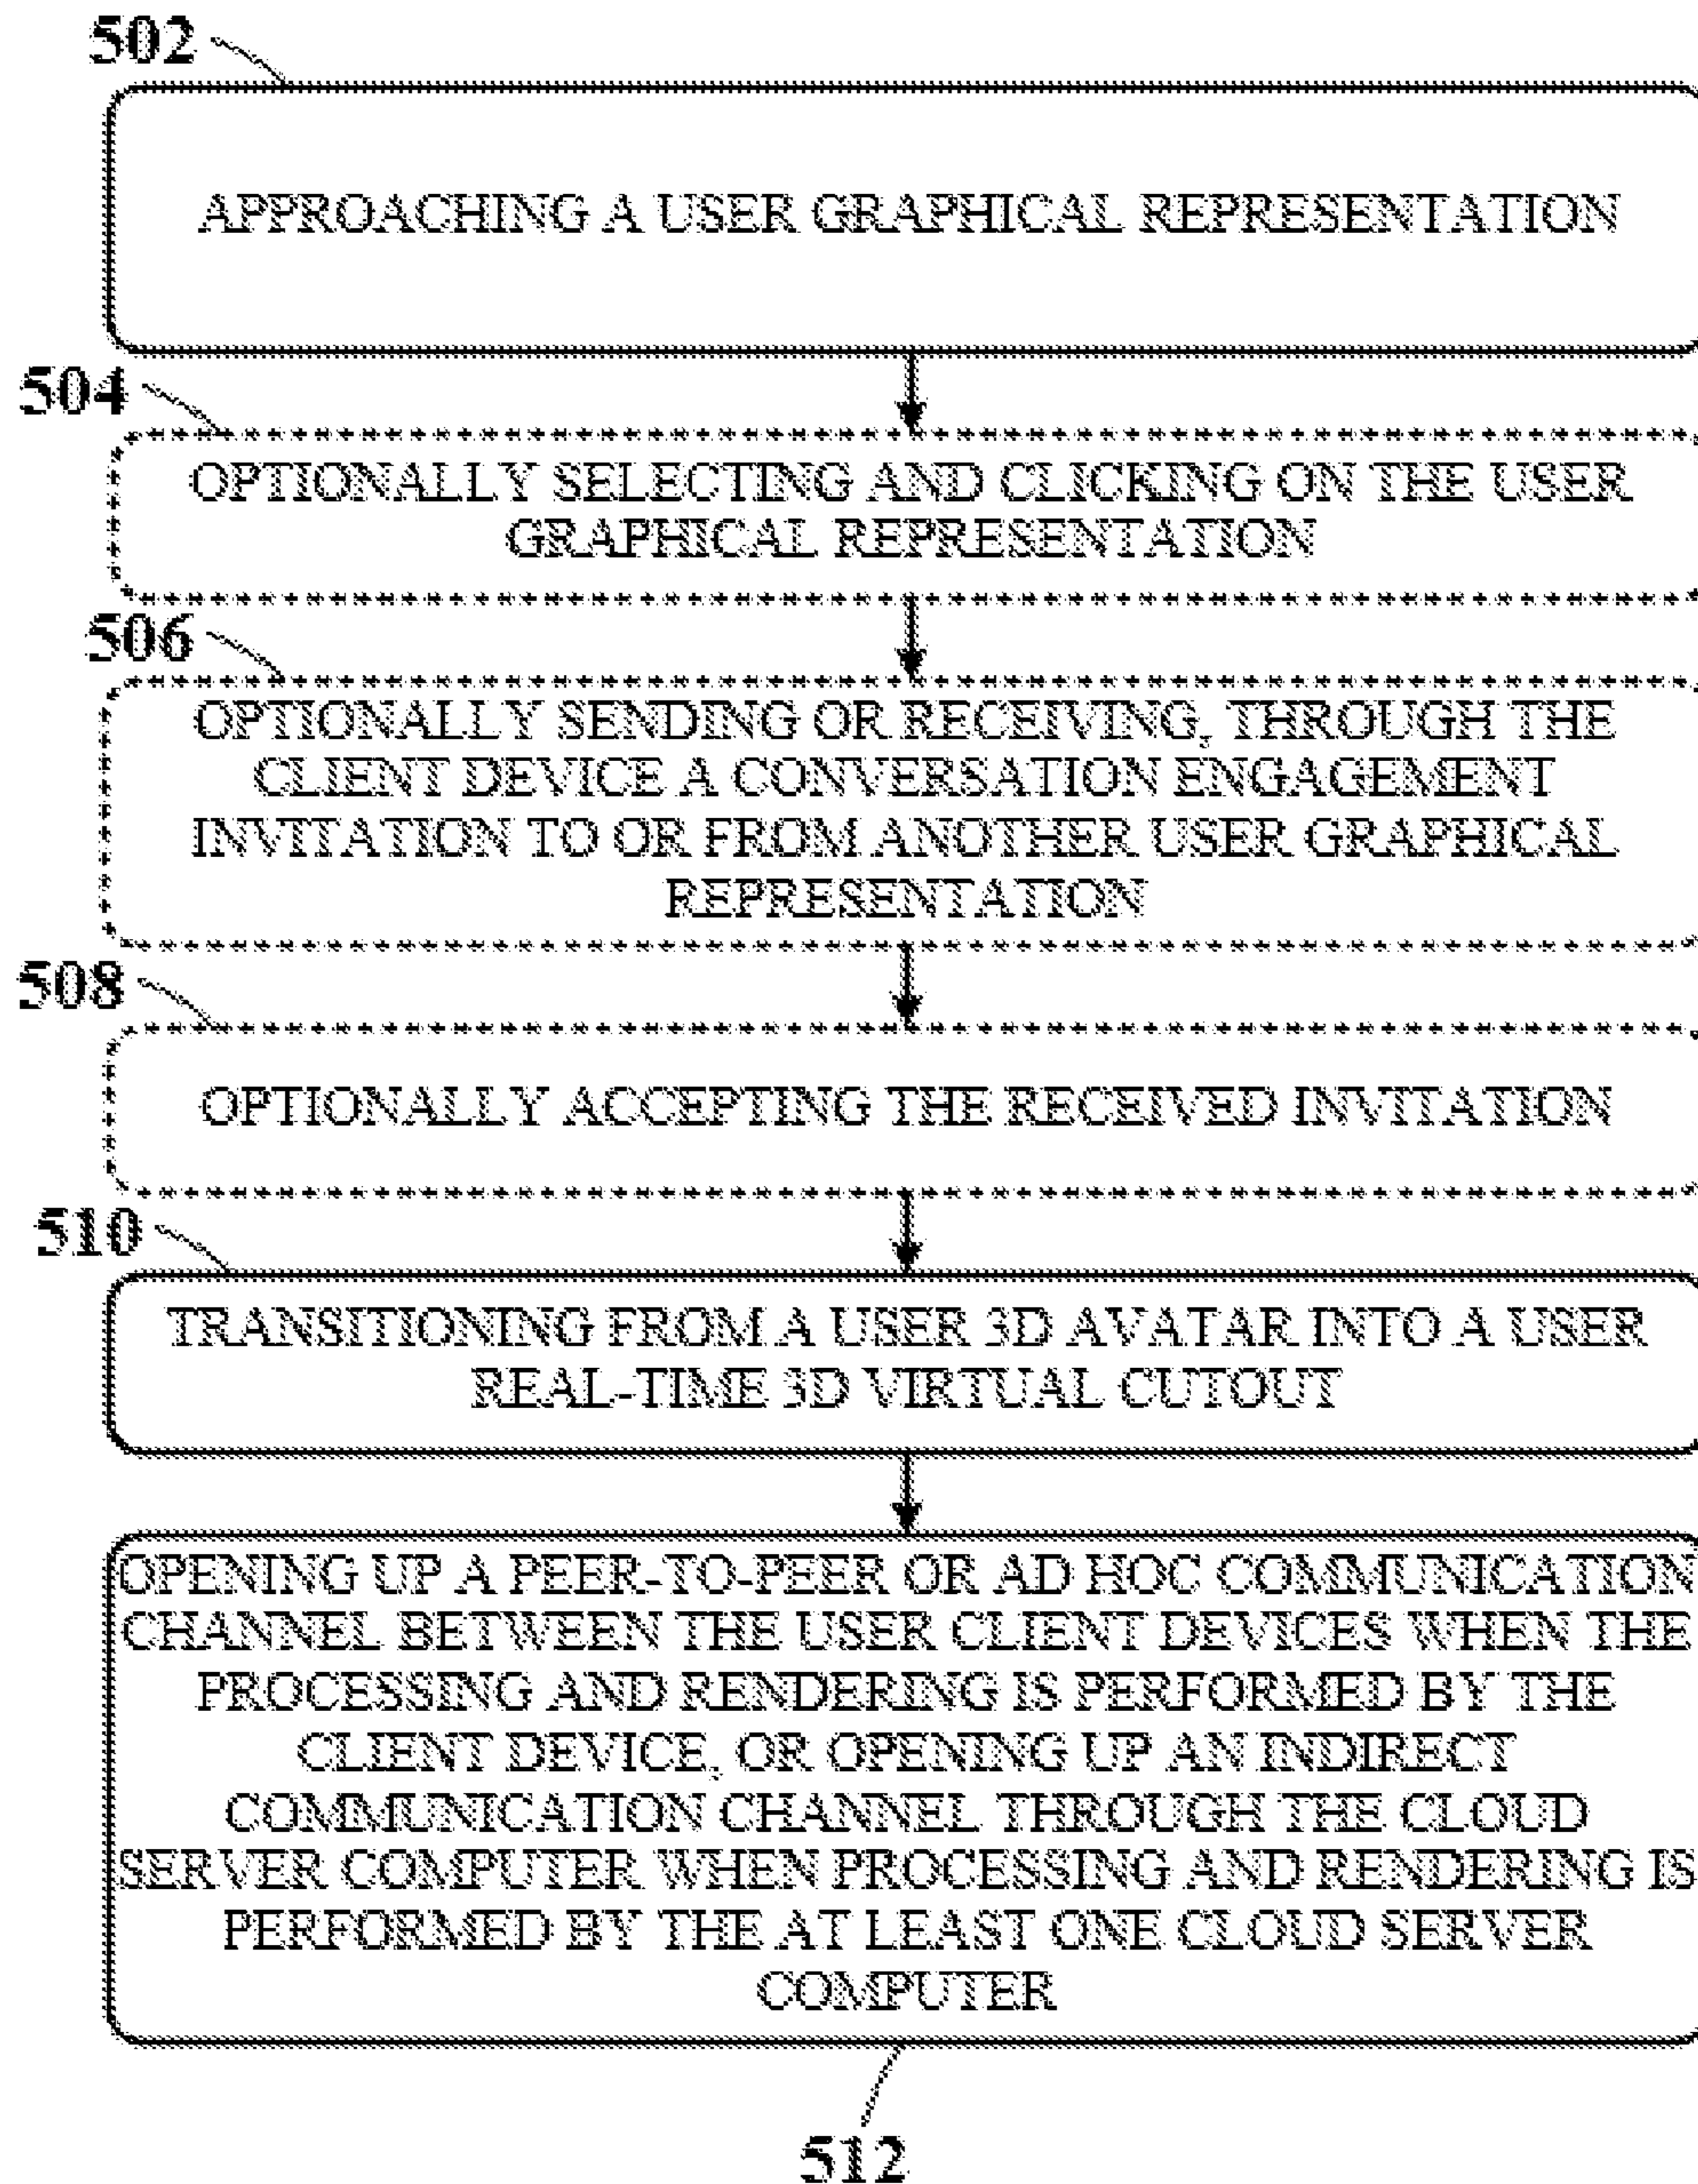 502
APPROACHING A USER GRAPHICAL REPRESENTATION
504
OPTIONALLY SELECTING AND CLICKING ON THE USER
GRAPHICAL REPRESENTATION
506
OPTIONALLY SENDING OR RECEIVING, THROUGH THE
CLIENT DEVICE A CONVERSATION ENGAGEMENT
INVITATION TO OR FROM ANOTHER USER GRAPHICAL
REPRESENTATION
508
OPTIONALLY ACCEPTING THE RECEIVED INVITATION
510
TRANSITIONING FROM A USER 3D AVATAR INTO A USER
REAL-TIME 3D VIRTUAL CUTOUT
OPENING UP A PEER-TO-PEER OR AD HOC COMMUNICATION
CHANNEL BETWEEN THE USER CLIENT DEVICES WHEN THE
PROCESSING AND RENDERING IS PERFORMED BY THE
CLIENT DEVICE, OR OPENING UP AN INDIRECT
COMMUNICATION CHANNEL THROUGH THE CLOUD
SERVER COMPUTER WHEN PROCESSING AND RENDERING IS
PERFORMED BY THE AT LEAST ONE CLOUD SERVER
COMPUTER
512